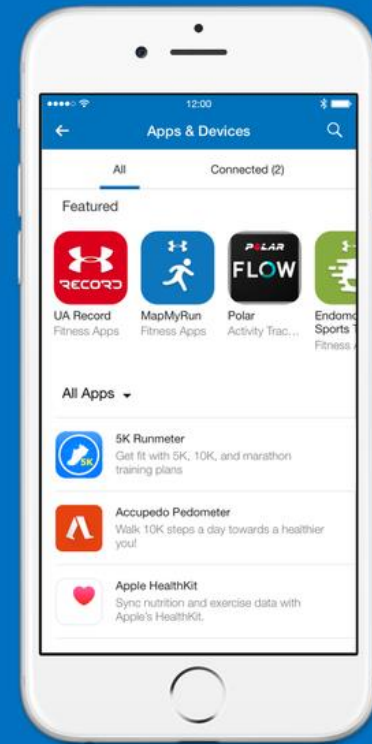 12:00
Apps & Devices
All
Connected (2)
Featured
RECORD
POLAR
FLOW
UA Record
MapMyRun
Polar
Endomo
Fitness Apps
Fitness Apps
Activity Trac...
Sports T
Fitness A
All Apps
5K
5K Runmeter
Get fit with 5K, 10K, and marathon
training plans
Accupedo Pedometer
Walk 10K steps a day towards a healthier
you!
Apple HealthKit
Sync nutrition and exercise data with
Apple's HealthKit.